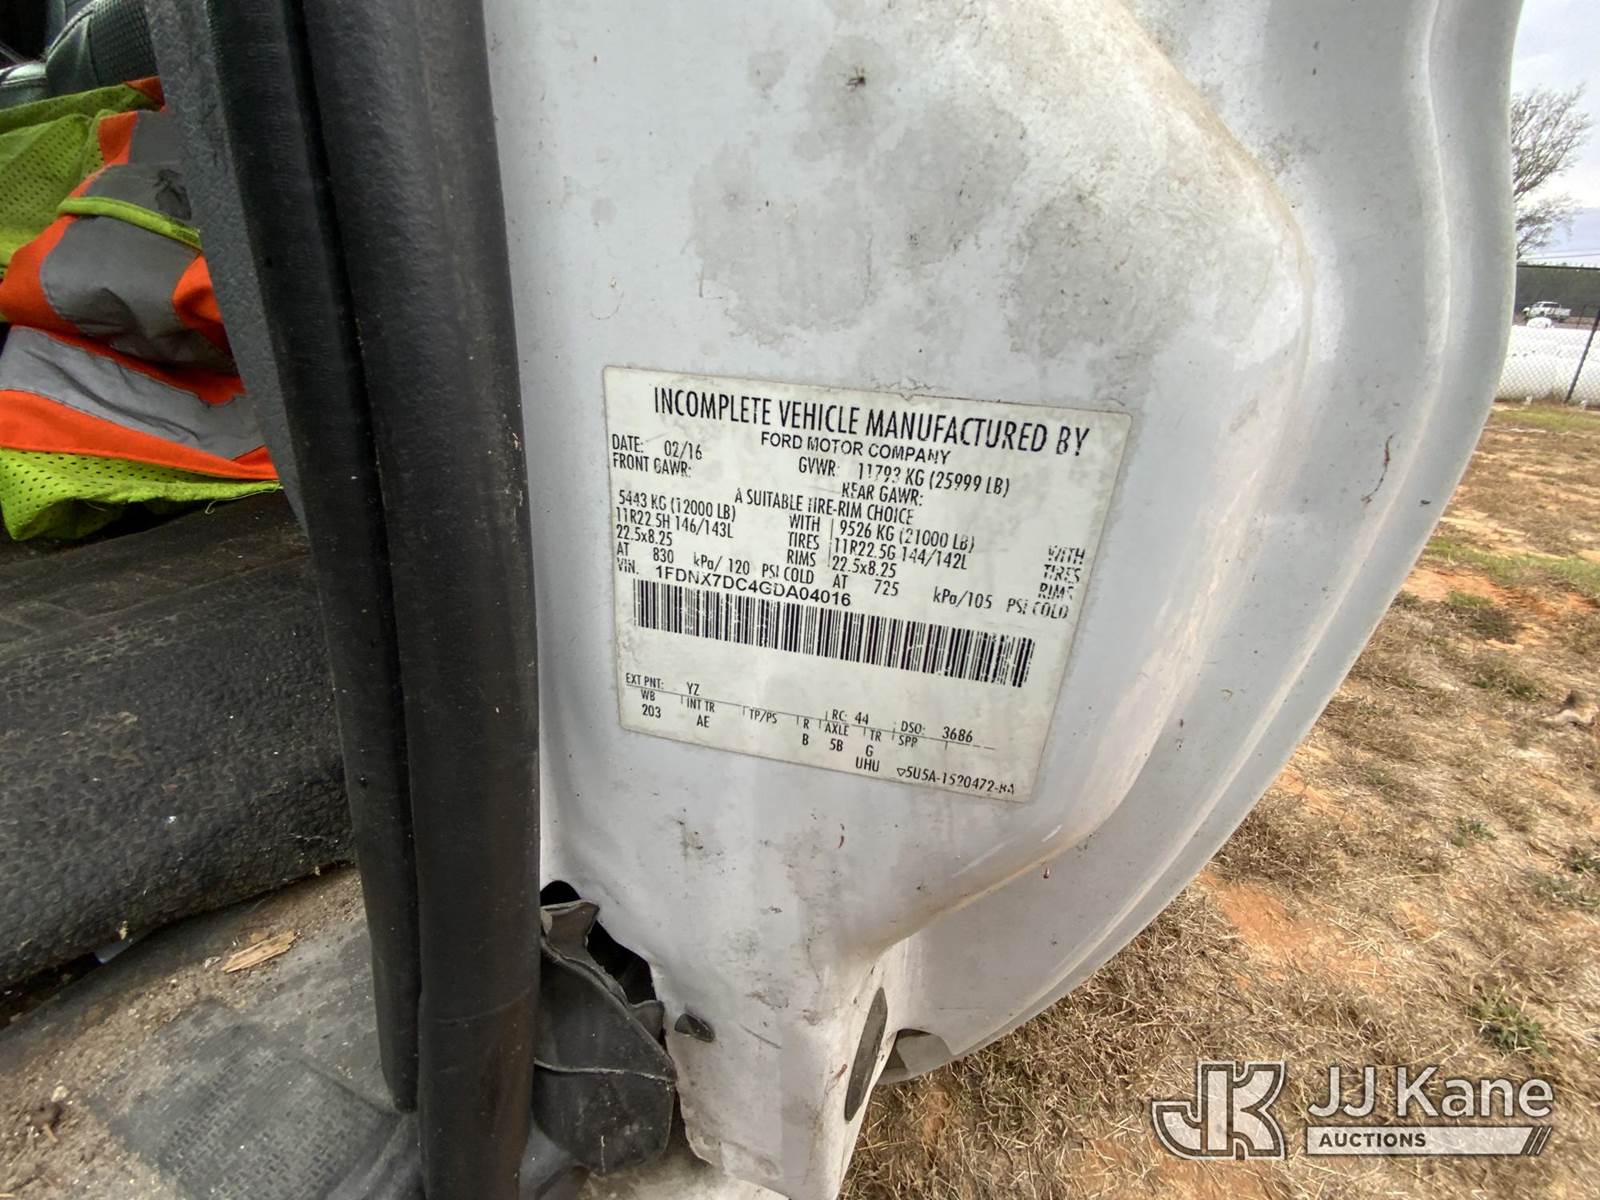 INCOMPLETE VEHICLE MANUFACTURED BY
FORD MOTOR COMPANY
DATE: 02/16 GVWR: 11793 KG (25999 LB)
FRONT GAWR: REAR GAWR:
A SUITABLE TIRE-RIM CHOICE
5443 KG (12000 LB) WITH 9526 KG (21000 LB) WITH
11R22.5H 146/143L TIRES 11R22.5G 144/142L TIRES
22.5x8.25 RIMS 22.5x8.25 RIMS
AT 830 kPa/ 120 PSI COLD AT 725 kPa/105 PSI COLD
VIN: 1FDNX7DC4GDA04016
EXT PNT: YZ RC: 44 DSO: 3686
WB INT TR TP/PS R AXLE TR SPP
203 AE B 5B G
UHU 5U5A-1520472-BA
JK JJ Kane
AUCTIONS